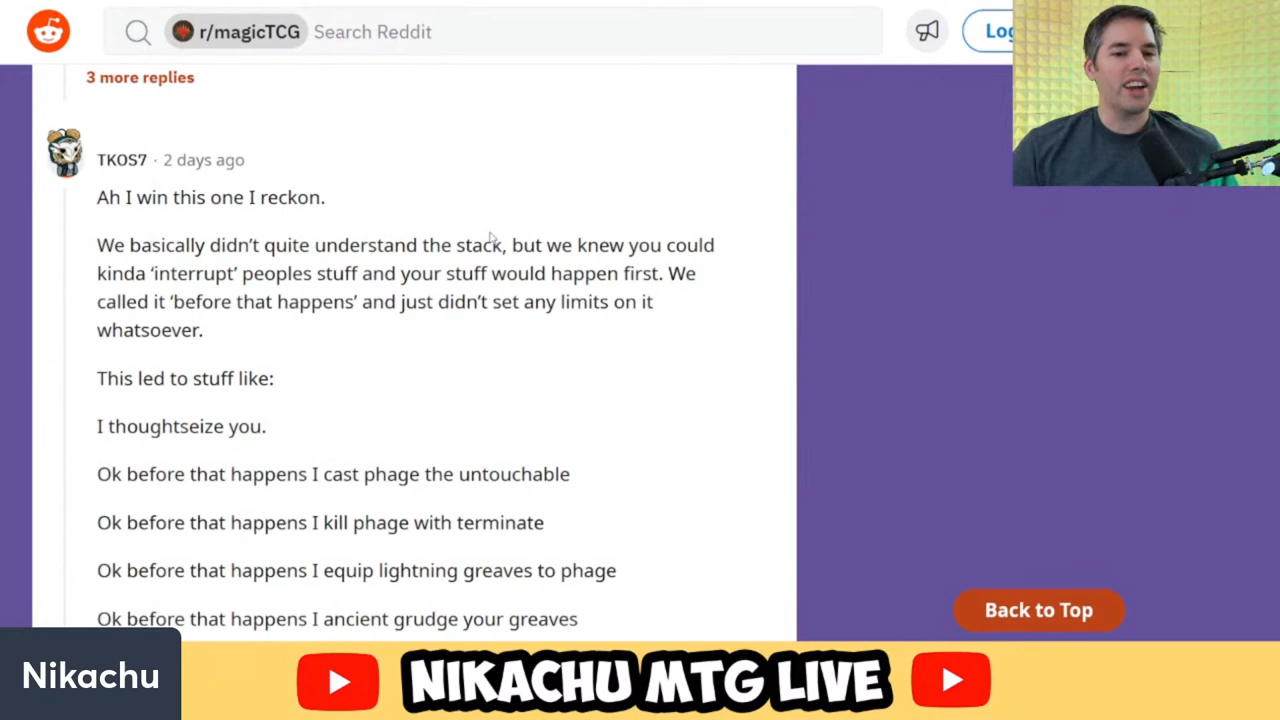 r/magicTCG Search Reddit
3 more replies
TKOS7 · 2 days ago
Ah I win this one I reckon.
We basically didn't quite understand the stack, but we knew you could
kinda 'interrupt' peoples stuff and your stuff would happen first. We
called it 'before that happens' and just didn't set any limits on it
whatsoever.
This led to stuff like:
I thoughtseize you.
Ok before that happens I cast phage the untouchable
Ok before that happens I kill phage with terminate
Ok before that happens I equip lightning greaves to phage
Ok before that happens I ancient grudge your greaves
Back to Top
Nikachu
NIKACHU MTG LIVE